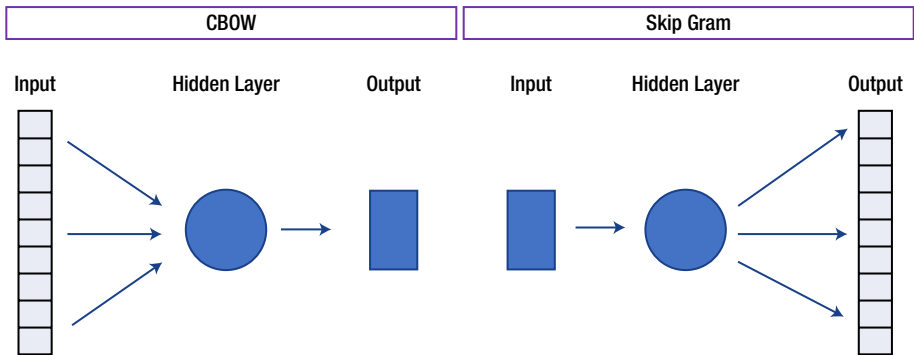 CBOW
Skip Gram
Input
Hidden Layer
Output
Input
Hidden Layer
Output